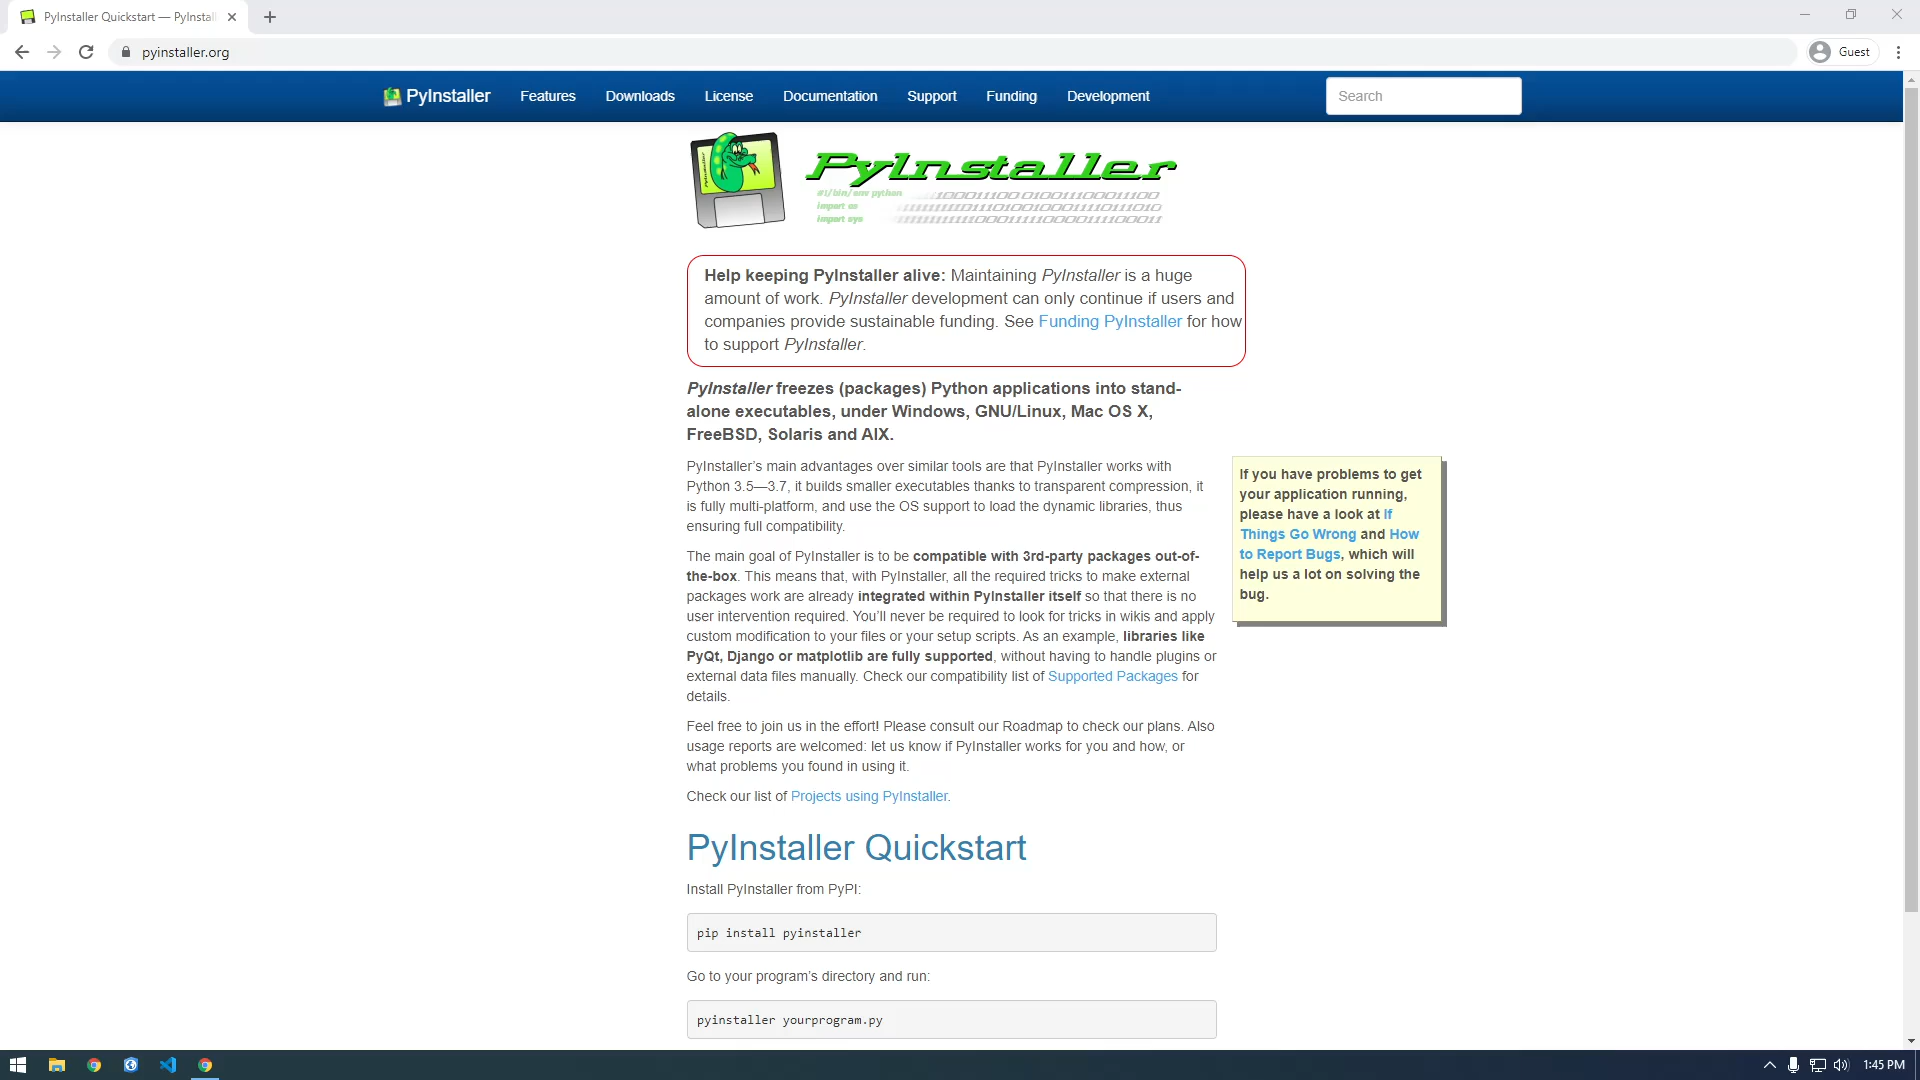 PyInstaller Quickstart — PyInstall
pyinstaller.org
Guest
PyInstaller
Features
Downloads
License
Documentation
Support
Funding
Development
Search
PyInstaller
#!/bin/env python
import os
import sys
Help keeping PyInstaller alive: Maintaining PyInstaller is a huge
amount of work. PyInstaller development can only continue if users and
companies provide sustainable funding. See Funding PyInstaller for how
to support PyInstaller.
PyInstaller freezes (packages) Python applications into stand-
alone executables, under Windows, GNU/Linux, Mac OS X,
FreeBSD, Solaris and AIX.
PyInstaller’s main advantages over similar tools are that PyInstaller works with
Python 3.5—3.7, it builds smaller executables thanks to transparent compression, it
is fully multi-platform, and use the OS support to load the dynamic libraries, thus
ensuring full compatibility.
The main goal of PyInstaller is to be compatible with 3rd-party packages out-of-
the-box. This means that, with PyInstaller, all the required tricks to make external
packages work are already integrated within PyInstaller itself so that there is no
user intervention required. You’ll never be required to look for tricks in wikis and apply
custom modification to your files or your setup scripts. As an example, libraries like
PyQt, Django or matplotlib are fully supported, without having to handle plugins or
external data files manually. Check our compatibility list of Supported Packages for
details.
Feel free to join us in the effort! Please consult our Roadmap to check our plans. Also
usage reports are welcomed: let us know if PyInstaller works for you and how, or
what problems you found in using it.
Check our list of Projects using PyInstaller.
If you have problems to get
your application running,
please have a look at If
Things Go Wrong and How
to Report Bugs, which will
help us a lot on solving the
bug.
PyInstaller Quickstart
Install PyInstaller from PyPI:
pip install pyinstaller
Go to your program’s directory and run:
pyinstaller yourprogram.py
1:45 PM